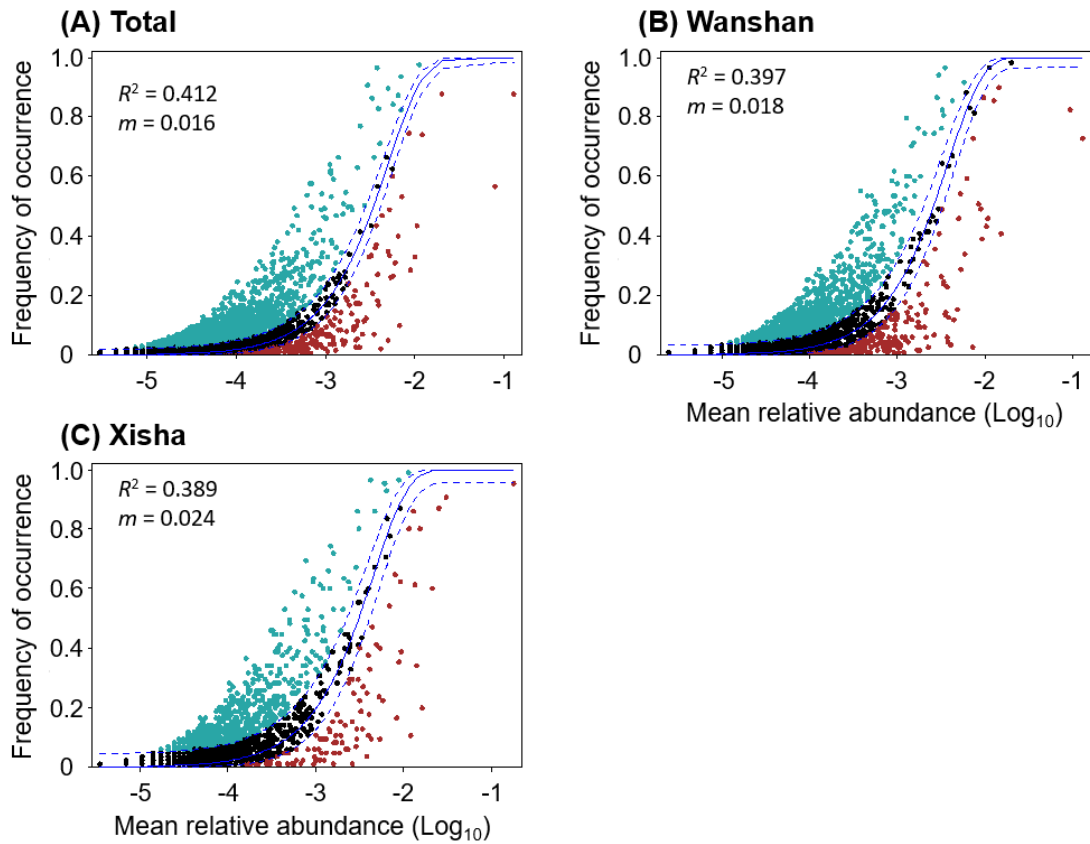 (A) Total
R² = 0.412
m = 0.016
Frequency of occurrence
1.0
0.8
0.6
0.4
0.2
0
-5 -4 -3 -2 -1
(B) Wanshan
R² = 0.397
m = 0.018
Frequency of occurrence
1.0
0.8
0.6
0.4
0.2
0
-5 -4 -3 -2 -1
Mean relative abundance (Log₁₀)
(C) Xisha
R² = 0.389
m = 0.024
Frequency of occurrence
1.0
0.8
0.6
0.4
0.2
0
-5 -4 -3 -2 -1
Mean relative abundance (Log₁₀)